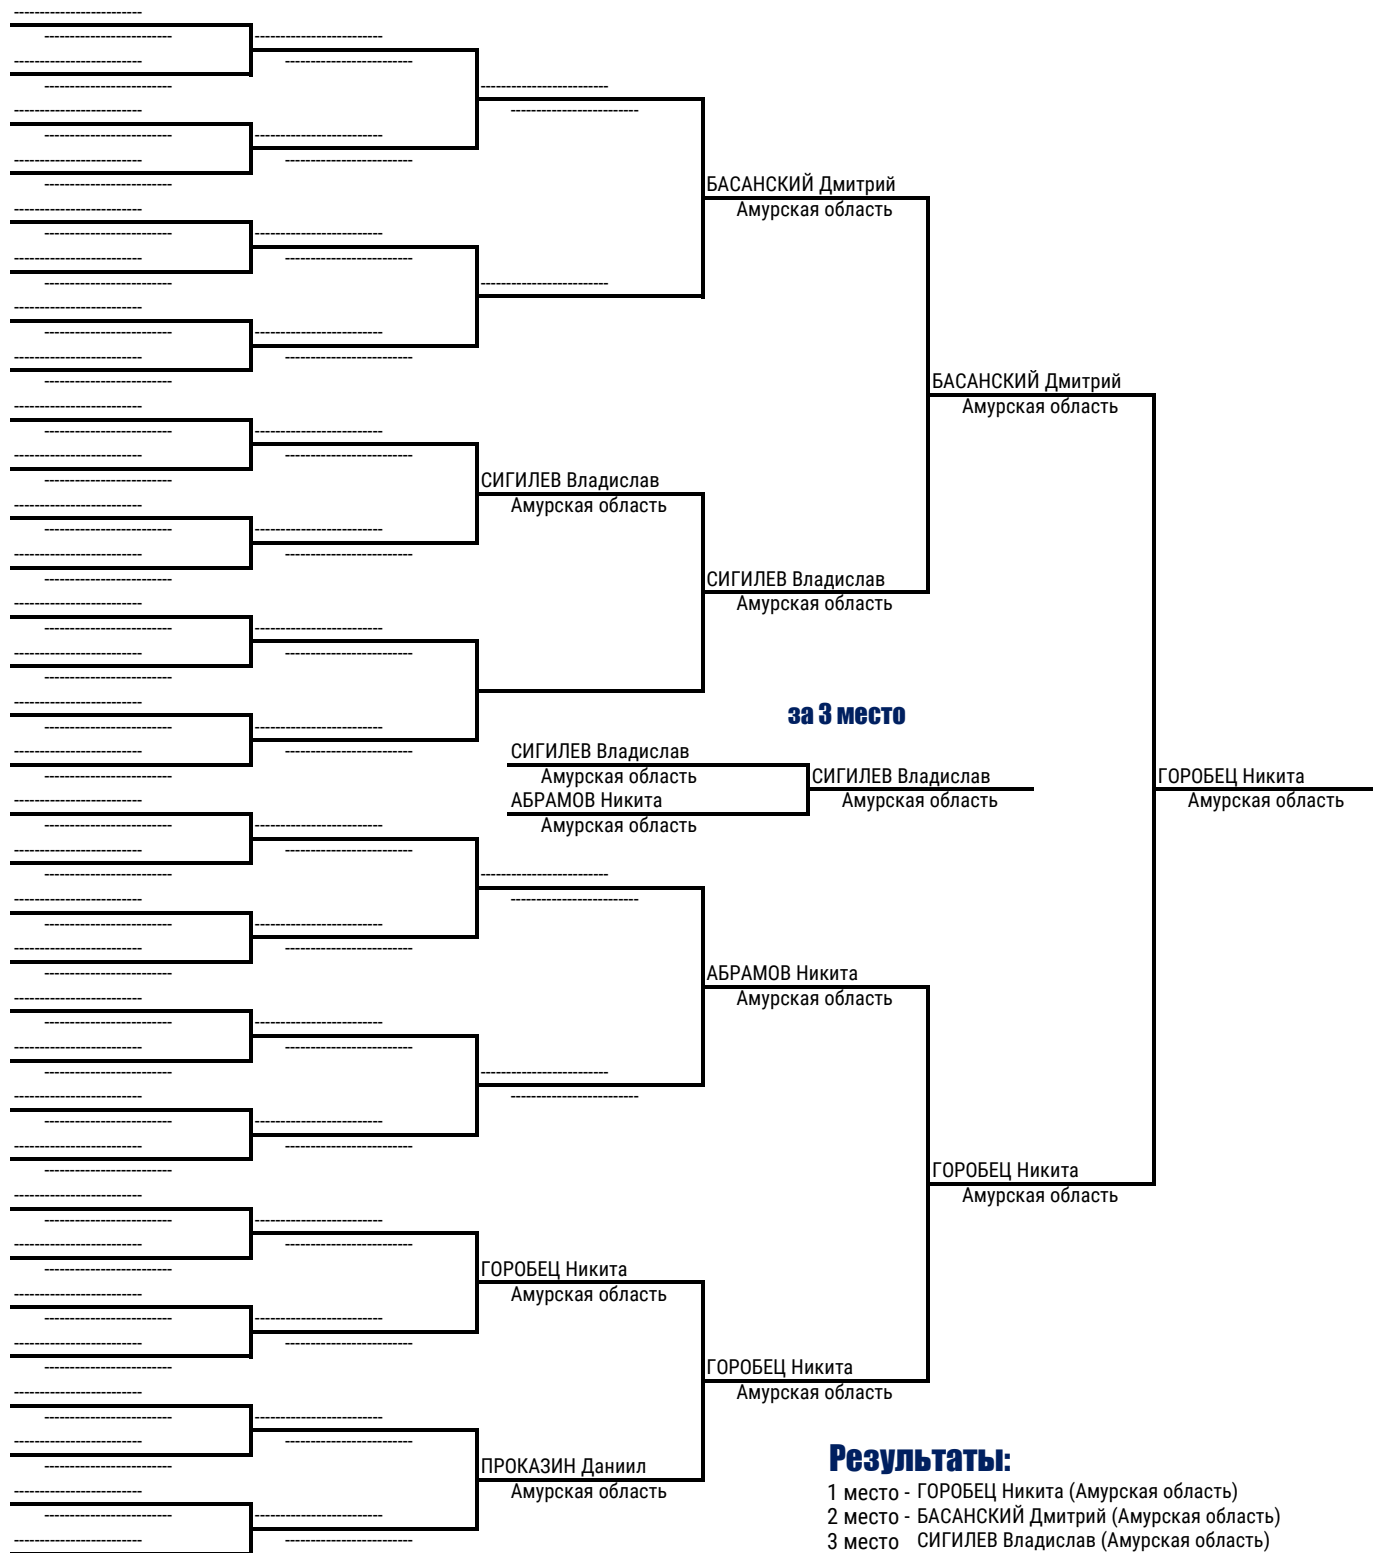 БАСАНСКИЙ Дмитрий
Амурская область
БАСАНСКИЙ Дмитрий
Амурская область
СИГИЛЕВ Владислав
Амурская область
СИГИЛЕВ Владислав
Амурская область
за 3 место
СИГИЛЕВ Владислав
Амурская область
АБРАМОВ Никита
Амурская область
СИГИЛЕВ Владислав
Амурская область
ГОРОБЕЦ Никита
Амурская область
АБРАМОВ Никита
Амурская область
ГОРОБЕЦ Никита
Амурская область
ГОРОБЕЦ Никита
Амурская область
ГОРОБЕЦ Никита
Амурская область
ПРОКАЗИН Даниил
Амурская область
Результаты:
1 место - ГОРОБЕЦ Никита (Амурская область)
2 место - БАСАНСКИЙ Дмитрий (Амурская область)
3 место СИГИЛЕВ Владислав (Амурская область)